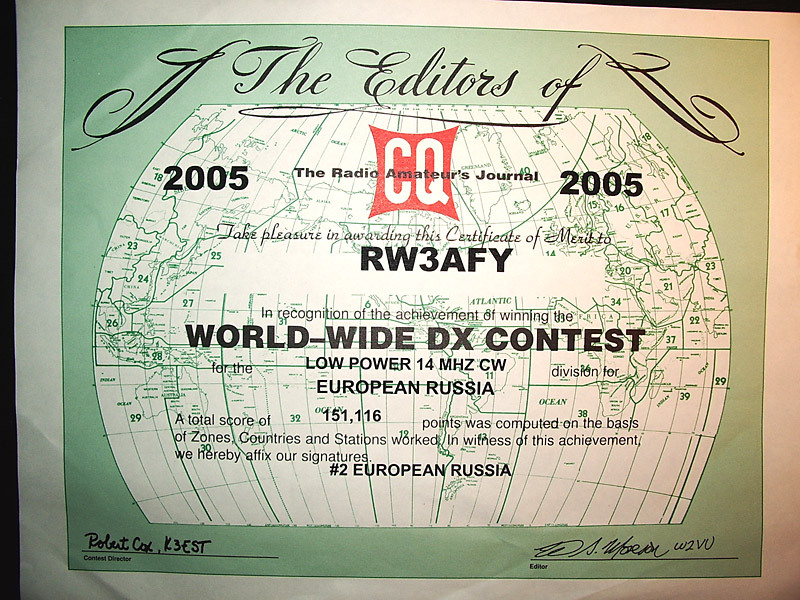 The Editors of
CQ
2005 The Radio Amateur's Journal 2005
Take pleasure in awarding this Certificate of Merit to
RW3AFY
In recognition of the achievement of winning the
WORLD–WIDE DX CONTEST
for the LOW POWER 14 MHZ CW division for
EUROPEAN RUSSIA
A total score of 151,116 points was computed on the basis
of Zones, Countries and Stations worked. In witness of this achievement,
we hereby affix our signatures.
#2 EUROPEAN RUSSIA
Robert Cox, K3EST
Contest Director
W2VU
Editor